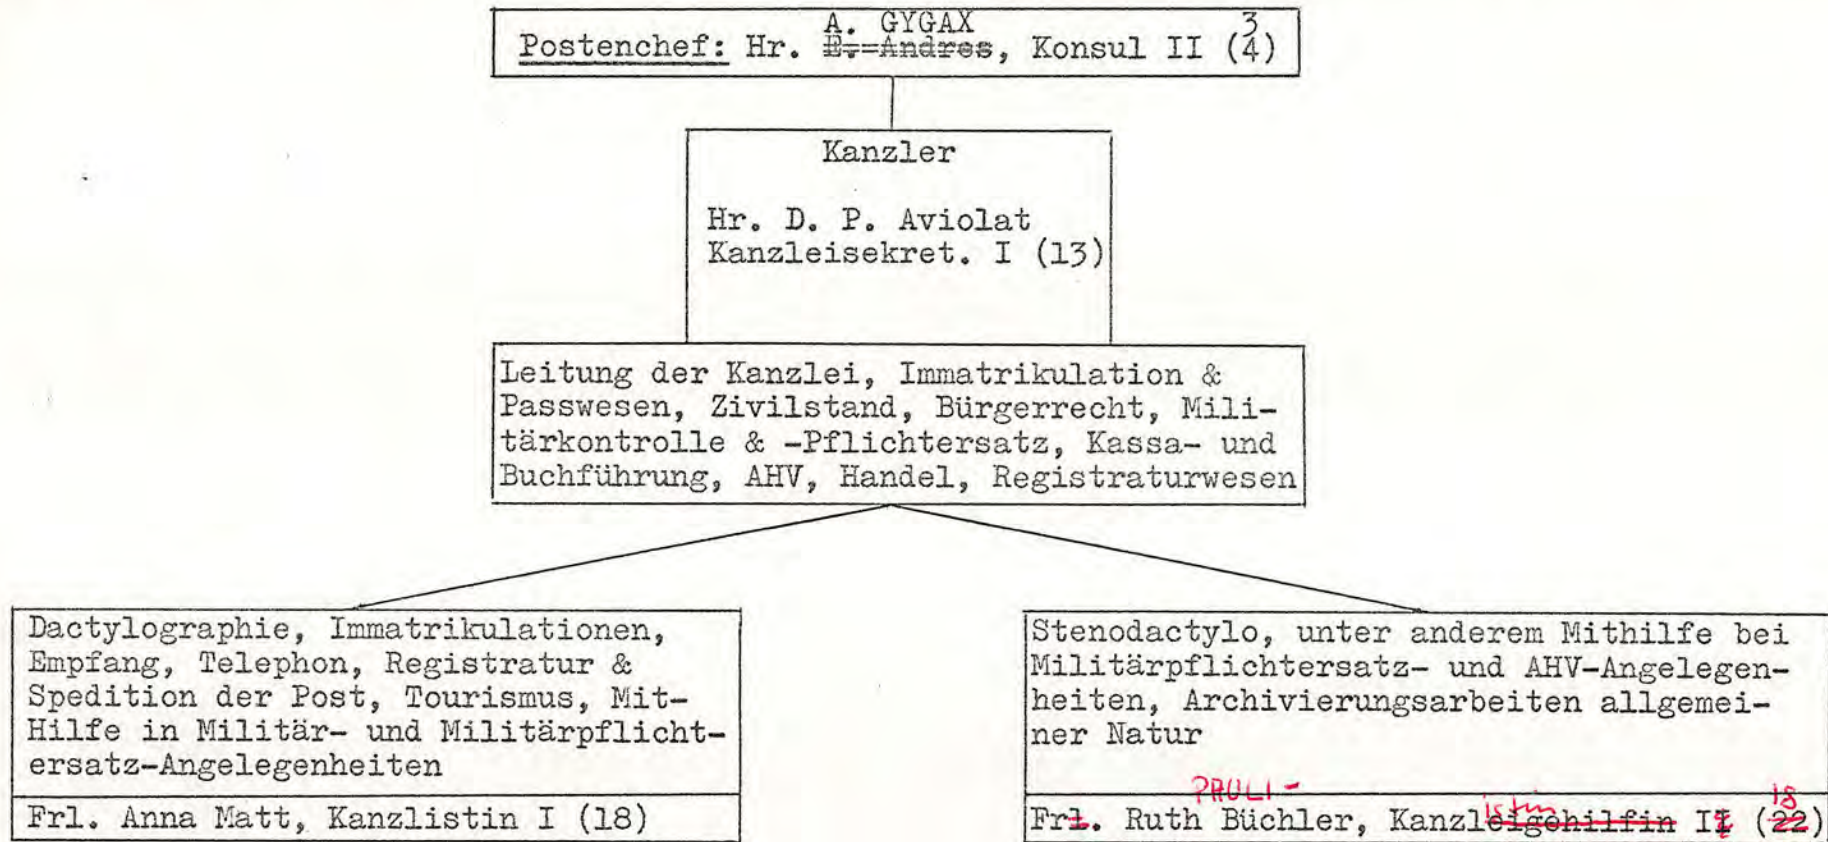 A. GYGAX 3
Postenchef: Hr. E. Andres, Konsul II (4)
Kanzler
Hr. D. P. Aviolat
Kanzleisekret. I (13)
Leitung der Kanzlei, Immatrikulation &
Passwesen, Zivilstand, Bürgerrecht, Mili-
tärkontrolle & -Pflichtersatz, Kassa- und
Buchführung, AHV, Handel, Registraturwesen
Dactylographie, Immatrikulationen,
Empfang, Telephon, Registratur &
Spedition der Post, Tourismus, Mit-
Hilfe in Militär- und Militärpflicht-
ersatz-Angelegenheiten
Frl. Anna Matt, Kanzlistin I (18)
Stenodactylo, unter anderem Mithilfe bei
Militärpflichtersatz- und AHV-Angelegen-
heiten, Archivierungsarbeiten allgemei-
ner Natur
PAULI- istin 18
Frl. Ruth Büchler, Kanzleigehilfin II (22)